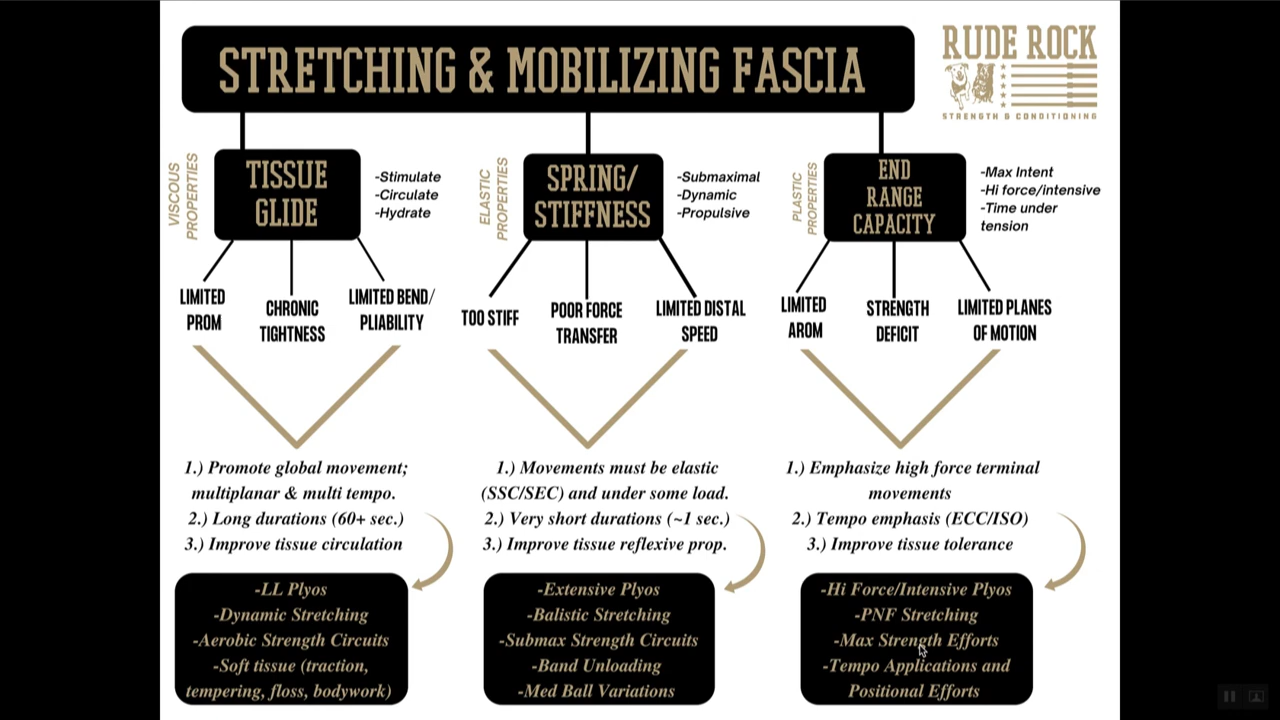 STRETCHING & MOBILIZING FASCIA
RUDE ROCK
STRENGTH & CONDITIONING
VISCOUS
PROPERTIES
TISSUE
GLIDE
-Stimulate
-Circulate
-Hydrate
LIMITED
PROM
CHRONIC
TIGHTNESS
LIMITED BEND/
PLIABILITY
1.) Promote global movement;
multiplanar & multi tempo.
2.) Long durations (60+ sec.)
3.) Improve tissue circulation
-LL Plyos
-Dynamic Stretching
-Aerobic Strength Circuits
-Soft tissue (traction,
tempering, floss, bodywork)
ELASTIC
PROPERTIES
SPRING/
STIFFNESS
-Submaximal
-Dynamic
-Propulsive
TOO STIFF
POOR FORCE
TRANSFER
LIMITED DISTAL
SPEED
1.) Movements must be elastic
(SSC/SEC) and under some load.
2.) Very short durations (~1 sec.)
3.) Improve tissue reflexive prop.
-Extensive Plyos
-Balistic Stretching
-Submax Strength Circuits
-Band Unloading
-Med Ball Variations
PLASTIC
PROPERTIES
END
RANGE
CAPACITY
-Max Intent
-Hi force/intensive
-Time under
tension
LIMITED
AROM
STRENGTH
DEFICIT
LIMITED PLANES
OF MOTION
1.) Emphasize high force terminal
movements
2.) Tempo emphasis (ECC/ISO)
3.) Improve tissue tolerance
-Hi Force/Intensive Plyos
-PNF Stretching
-Max Strength Efforts
-Tempo Applications and
Positional Efforts